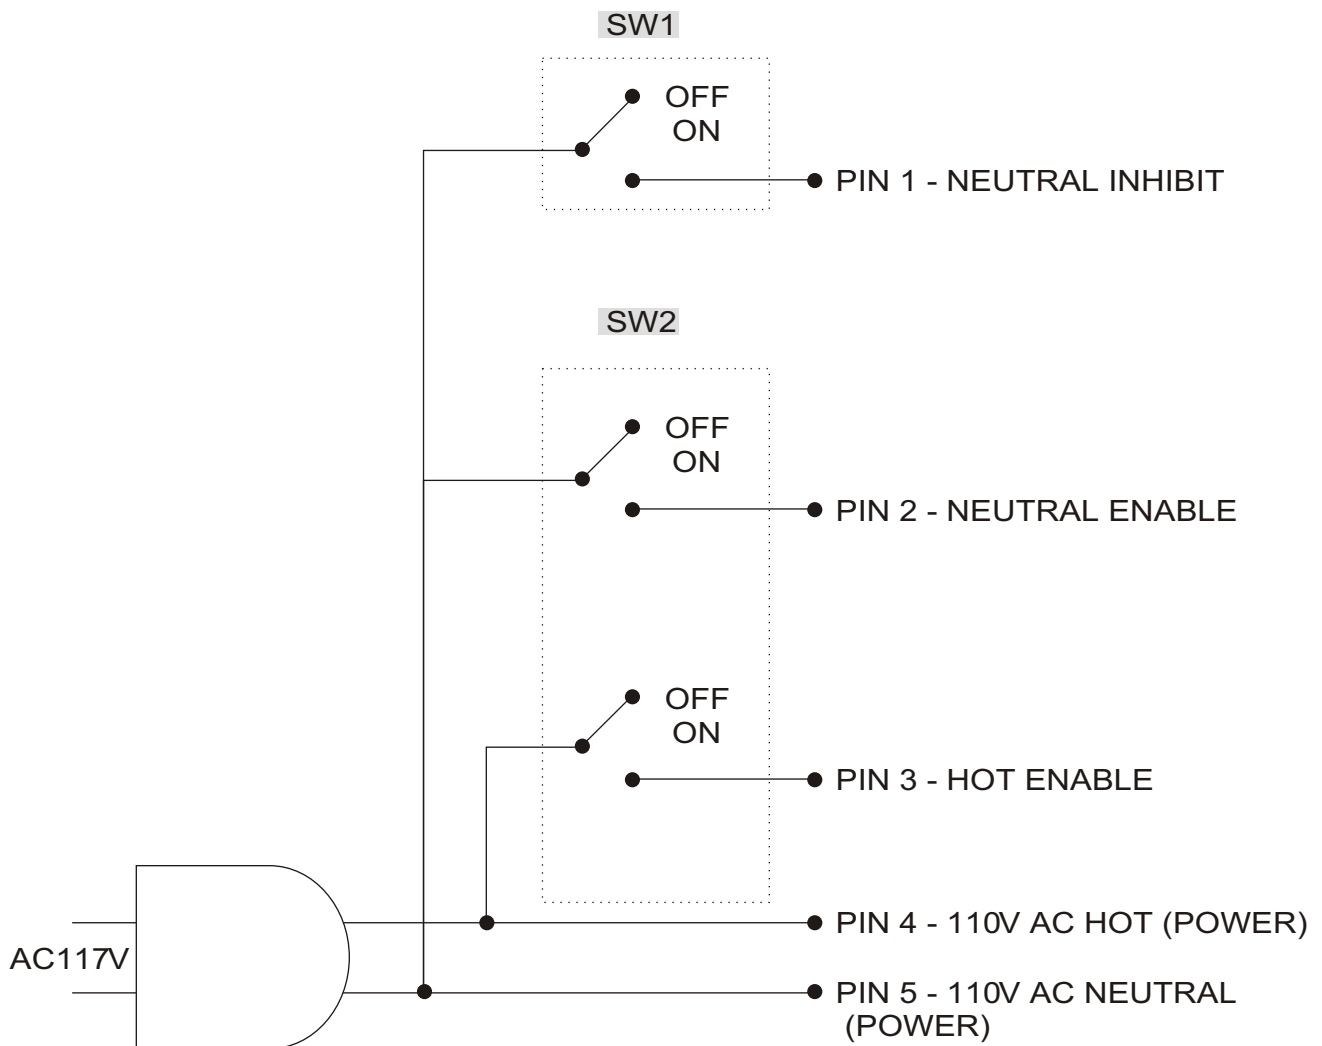 SW1
OFF
ON
PIN 1 - NEUTRAL INHIBIT
SW2
OFF
ON
PIN 2 - NEUTRAL ENABLE
OFF
ON
PIN 3 - HOT ENABLE
PIN 4 - 110V AC HOT (POWER)
AC117V
PIN 5 - 110V AC NEUTRAL
(POWER)